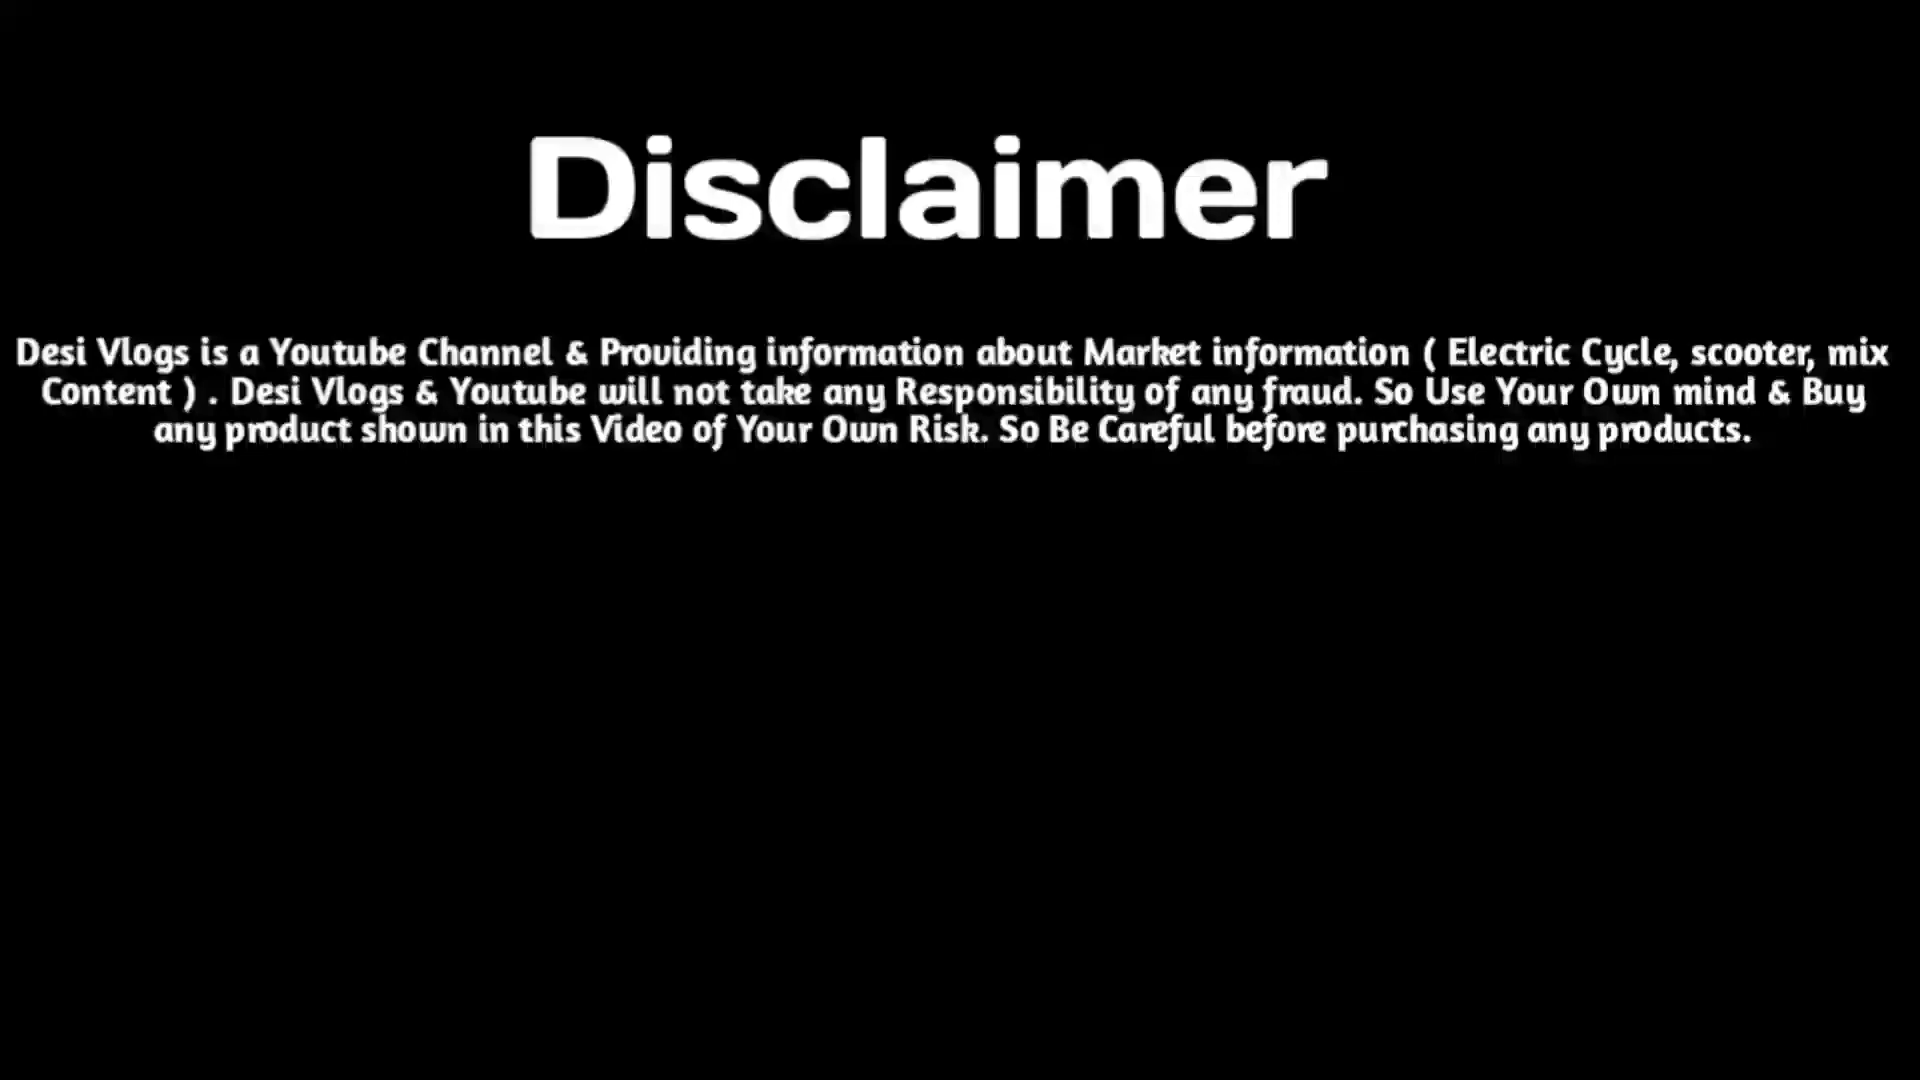 Disclaimer
Desi Vlogs is a Youtube Channel & Providing information about Market information ( Electric Cycle, scooter, mix
Content ) . Desi Vlogs & Youtube will not take any Responsibility of any fraud. So Use Your Own mind & Buy
any product shown in this Video of Your Own Risk. So Be Careful before purchasing any products.